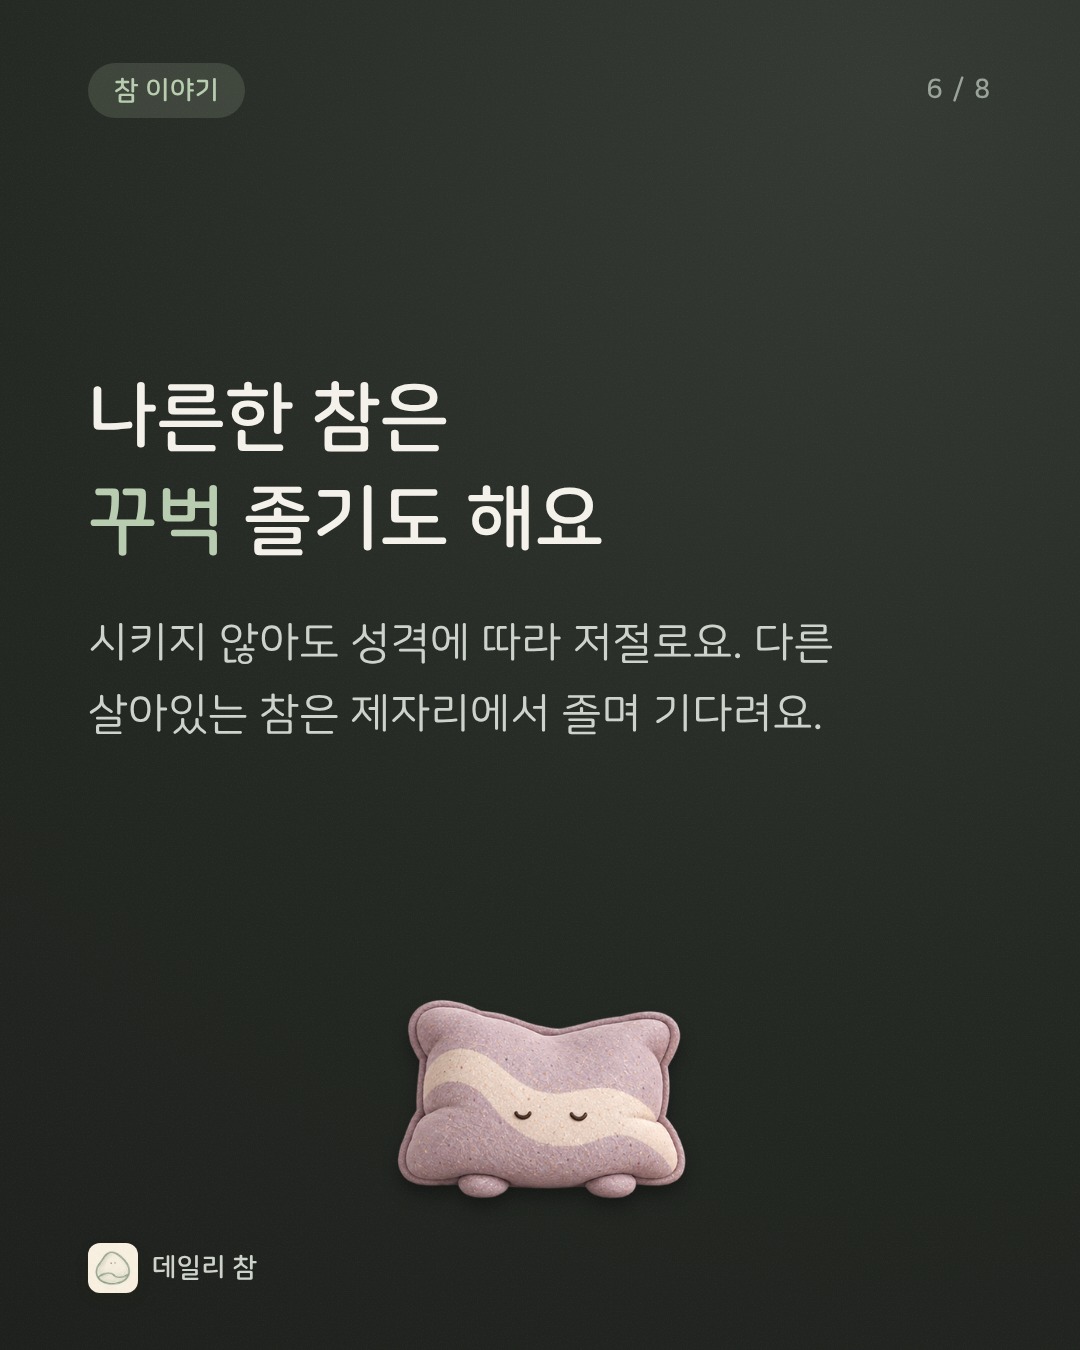 참 이야기
6 / 8
나른한 참은
꾸벅 졸기도 해요
시키지 않아도 성격에 따라 저절로요. 다른
살아있는 참은 제자리에서 졸며 기다려요.
데일리 참